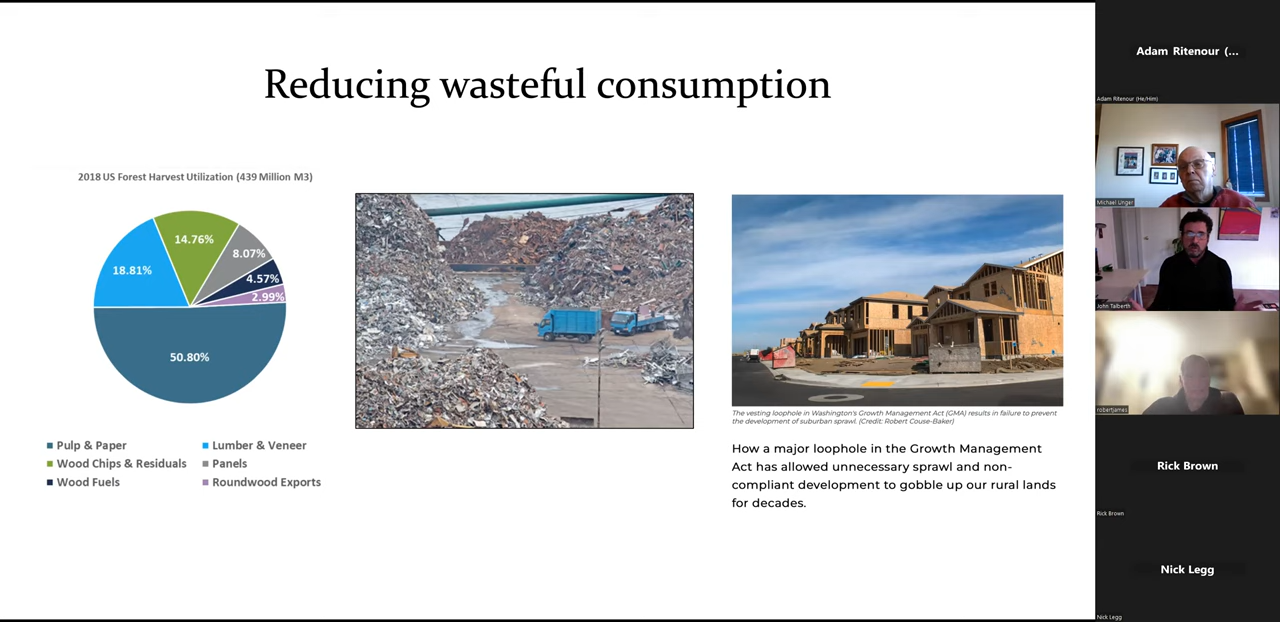 Reducing wasteful consumption
2018 US Forest Harvest Utilization (439 Million M3)
14.76%
8.07%
18.81%
4.57%
2.99%
50.80%
Pulp & Paper
Lumber & Veneer
Wood Chips & Residuals
Panels
Wood Fuels
Roundwood Exports
The vesting loophole in Washington's Growth Management Act (GMA) results in failure to prevent
the development of suburban sprawl. (Credit: Robert Couse-Baker)
How a major loophole in the Growth Management
Act has allowed unnecessary sprawl and non-
compliant development to gobble up our rural lands
for decades.
Adam Ritenour (...
Adam Ritenour (He/Him)
Michael Unger
John Talberth
robertjames
Rick Brown
Rick Brown
Nick Legg
Nick Legg